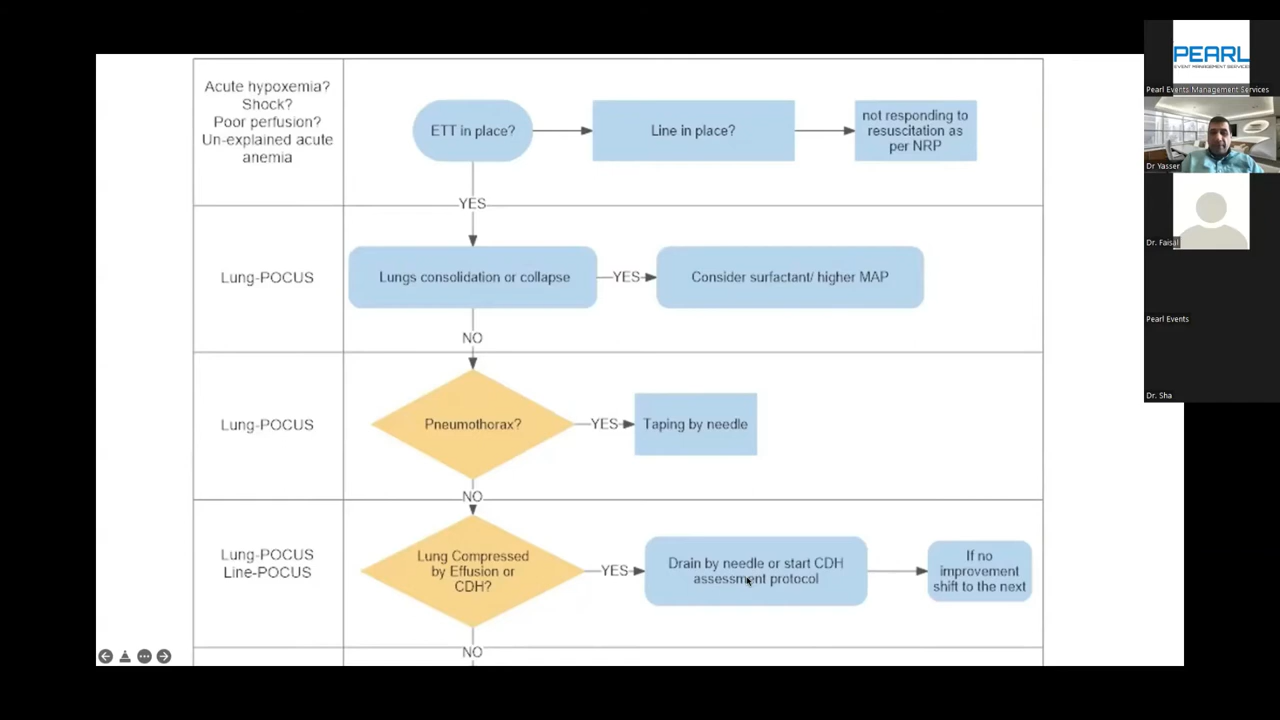 Acute hypoxemia?
Shock?
Poor perfusion?
Un-explained acute
anemia
ETT in place?
Line in place?
not responding to
resuscitation as
per NRP
YES
Lung-POCUS
Lungs consolidation or collapse
YES
Consider surfactant/ higher MAP
NO
Lung-POCUS
Pneumothorax?
YES
Taping by needle
NO
Lung-POCUS
Line-POCUS
Lung Compressed
by Effusion or
CDH?
YES
Drain by needle or start CDH
assessment protocol
If no
improvement
shift to the next
NO
PEARL
EVENT MANAGEMENT SERVICES
Pearl Events Management Services
Dr Yasser
Dr. Faisal
Pearl Events
Dr. Sha